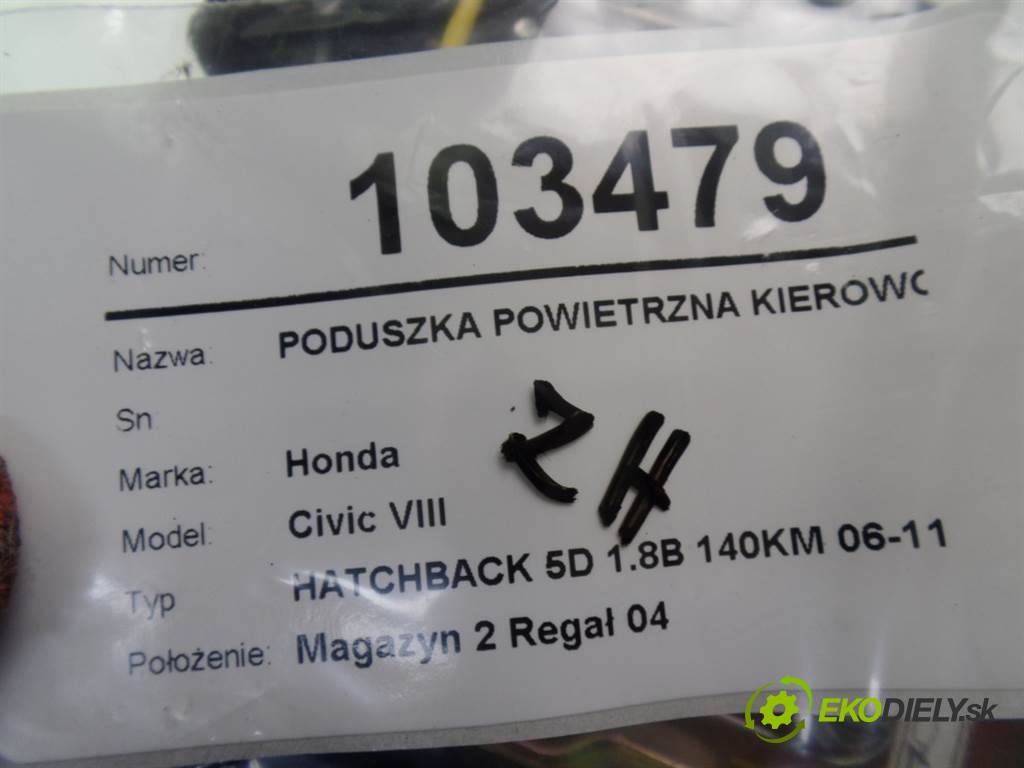 Numer: 103479
Nazwa: PODUSZKA POWIETRZNA KIEROWC
Sn
Marka: Honda
Model: Civic VIII
Typ HATCHBACK 5D 1.8B 140KM 06-11
Położenie: Magazyn 2 Regał 04
EKODIELY.sk